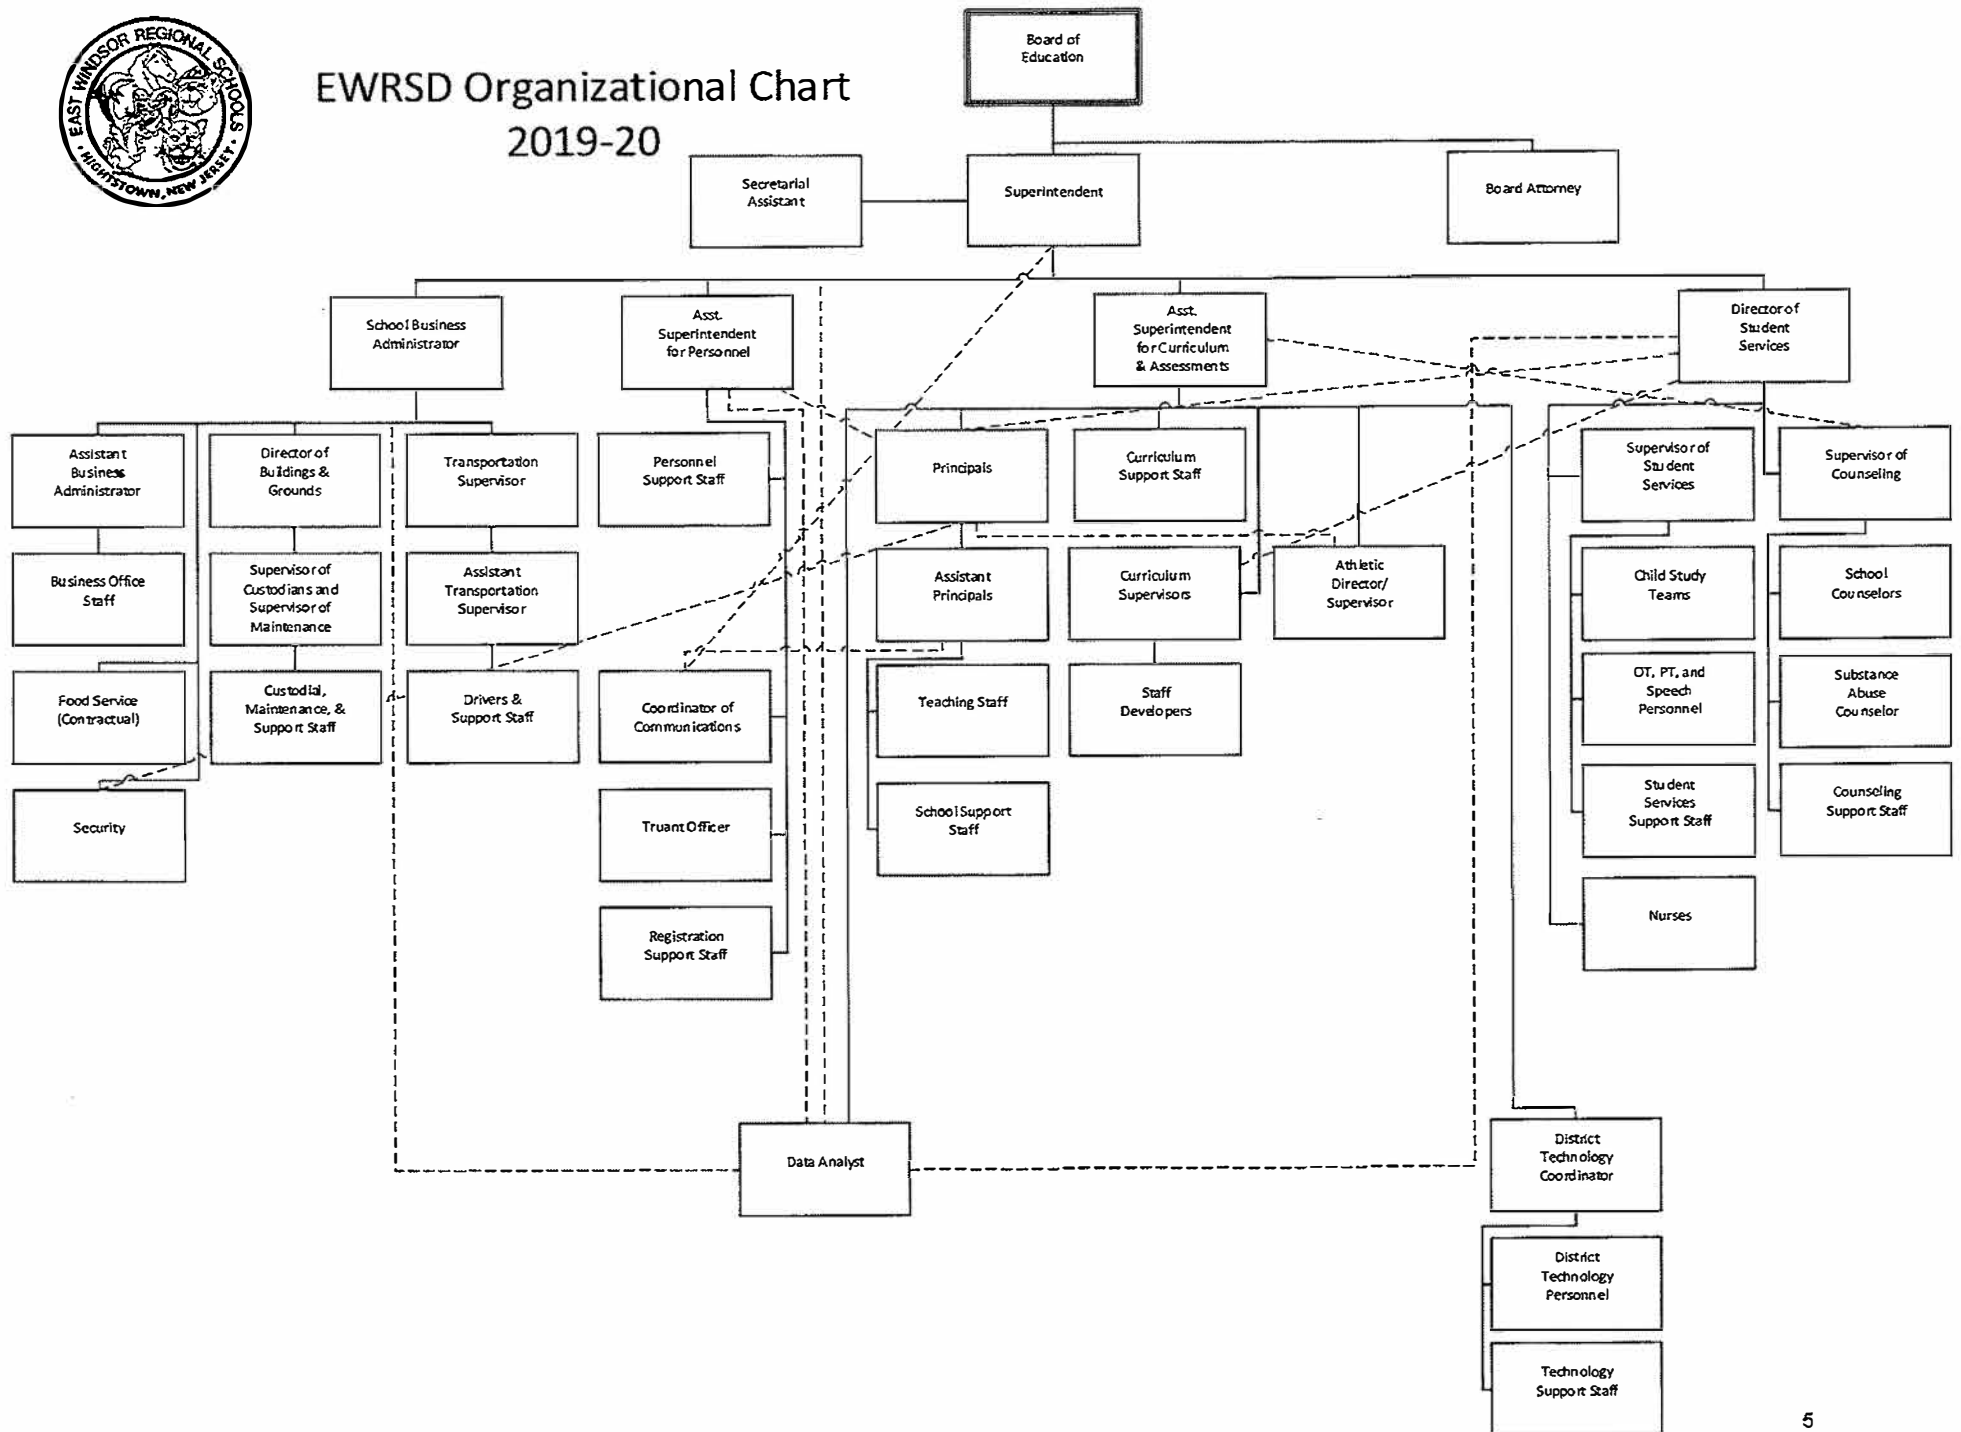 EAST WINDSOR REGIONAL SCHOOLS
HIGHTSTOWN, NEW JERSEY
EWRSD Organizational Chart
2019-20
Board of
Education
Secretarial
Assistant
Superintendent
Board Attorney
School Business
Administrator
Asst.
Superintendent
for Personnel
Asst.
Superintendent
for Curriculum
& Assessments
Director of
Student
Services
Assistant
Business
Administrator
Director of
Buildings &
Grounds
Transportation
Supervisor
Personnel
Support Staff
Principals
Curriculum
Support Staff
Supervisor of
Student
Services
Supervisor of
Counseling
Business Office
Staff
Supervisor of
Custodians and
Supervisor of
Maintenance
Assistant
Transportation
Supervisor
Assistant
Principals
Curriculum
Supervisors
Athletic
Director/
Supervisor
Child Study
Teams
School
Counselors
Food Service
(Contractual)
Custodial,
Maintenance, &
Support Staff
Drivers &
Support Staff
Coordinator of
Communications
Teaching Staff
Staff
Developers
OT, PT, and
Speech
Personnel
Substance
Abuse
Counselor
Security
Truant Officer
School Support
Staff
Student
Services
Support Staff
Counseling
Support Staff
Registration
Support Staff
Nurses
Data Analyst
District
Technology
Coordinator
District
Technology
Personnel
Technology
Support Staff
5